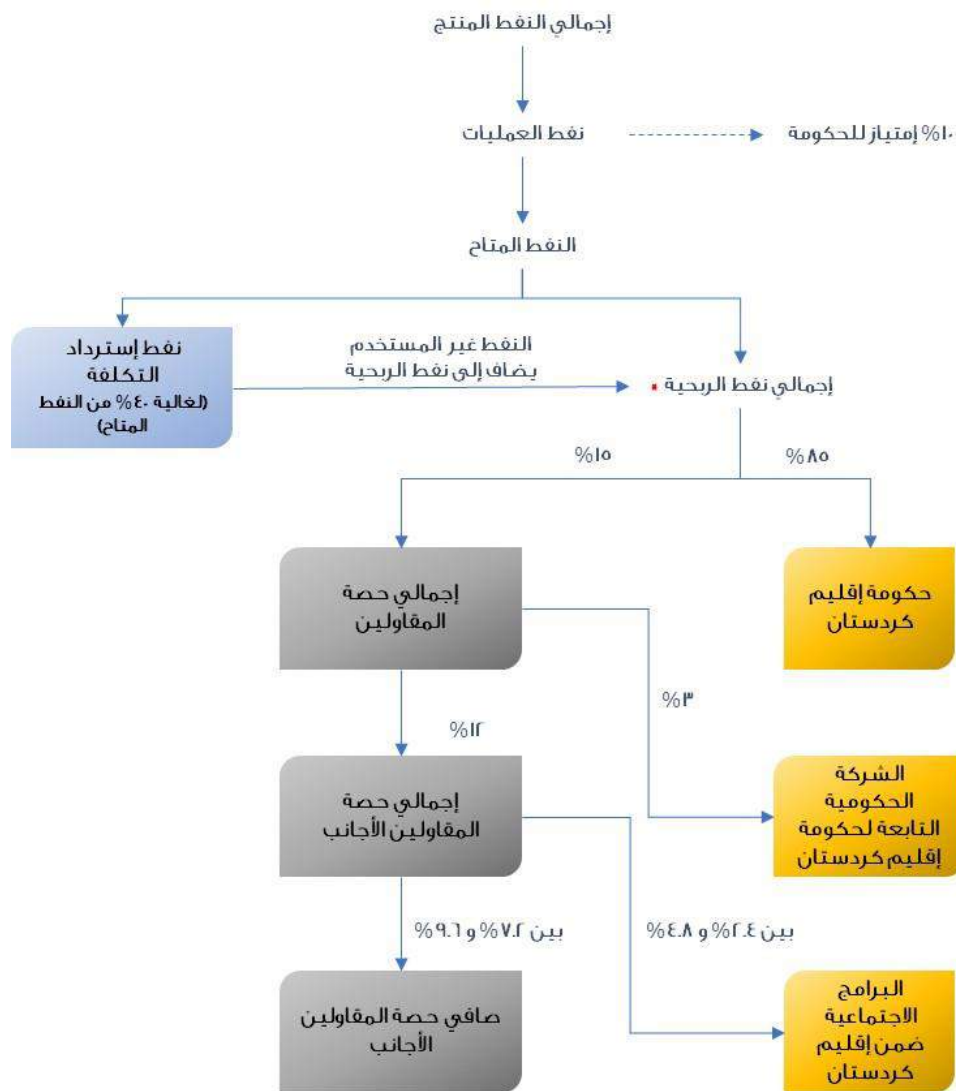 إجمالي النفط المنتج
نفط العمليات
١٠% إمتياز للحكومة
النفط المتاح
نفط إسترداد
التكلفة
(لغالية ٤٠% من النفط
المتاح)
النفط غير المستخدم
يضاف إلى نفط الربحية
إجمالي نفط الربحية
١٥%
٨٥%
إجمالي حصة
المقاولين
حكومة إقليم
كردستان
٣%
١٢%
إجمالي حصة
المقاولين الأجانب
الشركة
الحكومية
التابعة لحكومة
إقليم كردستان
بين ٧.٢% و ٩.٦%
بين ٢.٤% و ٤.٨%
صافي حصة المقاولين
الأجانب
البرامج
الاجتماعية
ضمن إقليم
كردستان